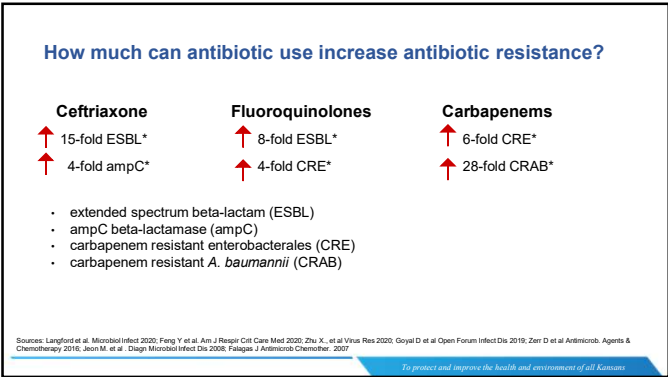 How much can antibiotic use increase antibiotic resistance?
Ceftriaxone
15-fold ESBL*
4-fold ampC*
Fluoroquinolones
8-fold ESBL*
4-fold CRE*
Carbapenems
6-fold CRE*
28-fold CRAB*
• extended spectrum beta-lactam (ESBL)
• ampC beta-lactamase (ampC)
• carbapenem resistant enterobacterales (CRE)
• carbapenem resistant A. baumannii (CRAB)
Sources: Langford et al. Microbiol Infect 2020; Feng Y et al. Am J Respir Crit Care Med 2020; Zhu X., et al Virus Res 2020; Goyal D et al Open Forum Infect Dis 2019; Zerr D et al Antimicrob. Agents &
Chemotherapy 2016; Jeon M. et al . Diagn Microbiol Infect Dis 2008; Falagas J Antimicrob Chemother. 2007
To protect and improve the health and environment of all Kansans